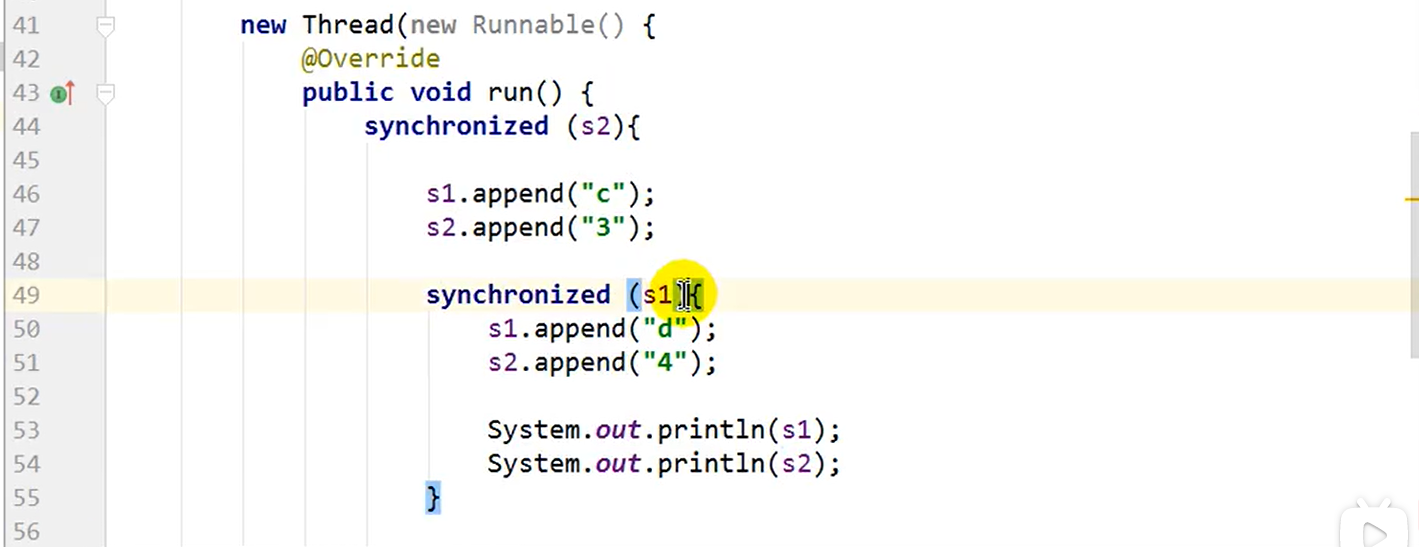 41 new Thread(new Runnable() {
42 @Override
43 public void run() {
44 synchronized (s2){
45
46 s1.append("c");
47 s2.append("3");
48
49 synchronized (s1){
50 s1.append("d");
51 s2.append("4");
52
53 System.out.println(s1);
54 System.out.println(s2);
55 }
56